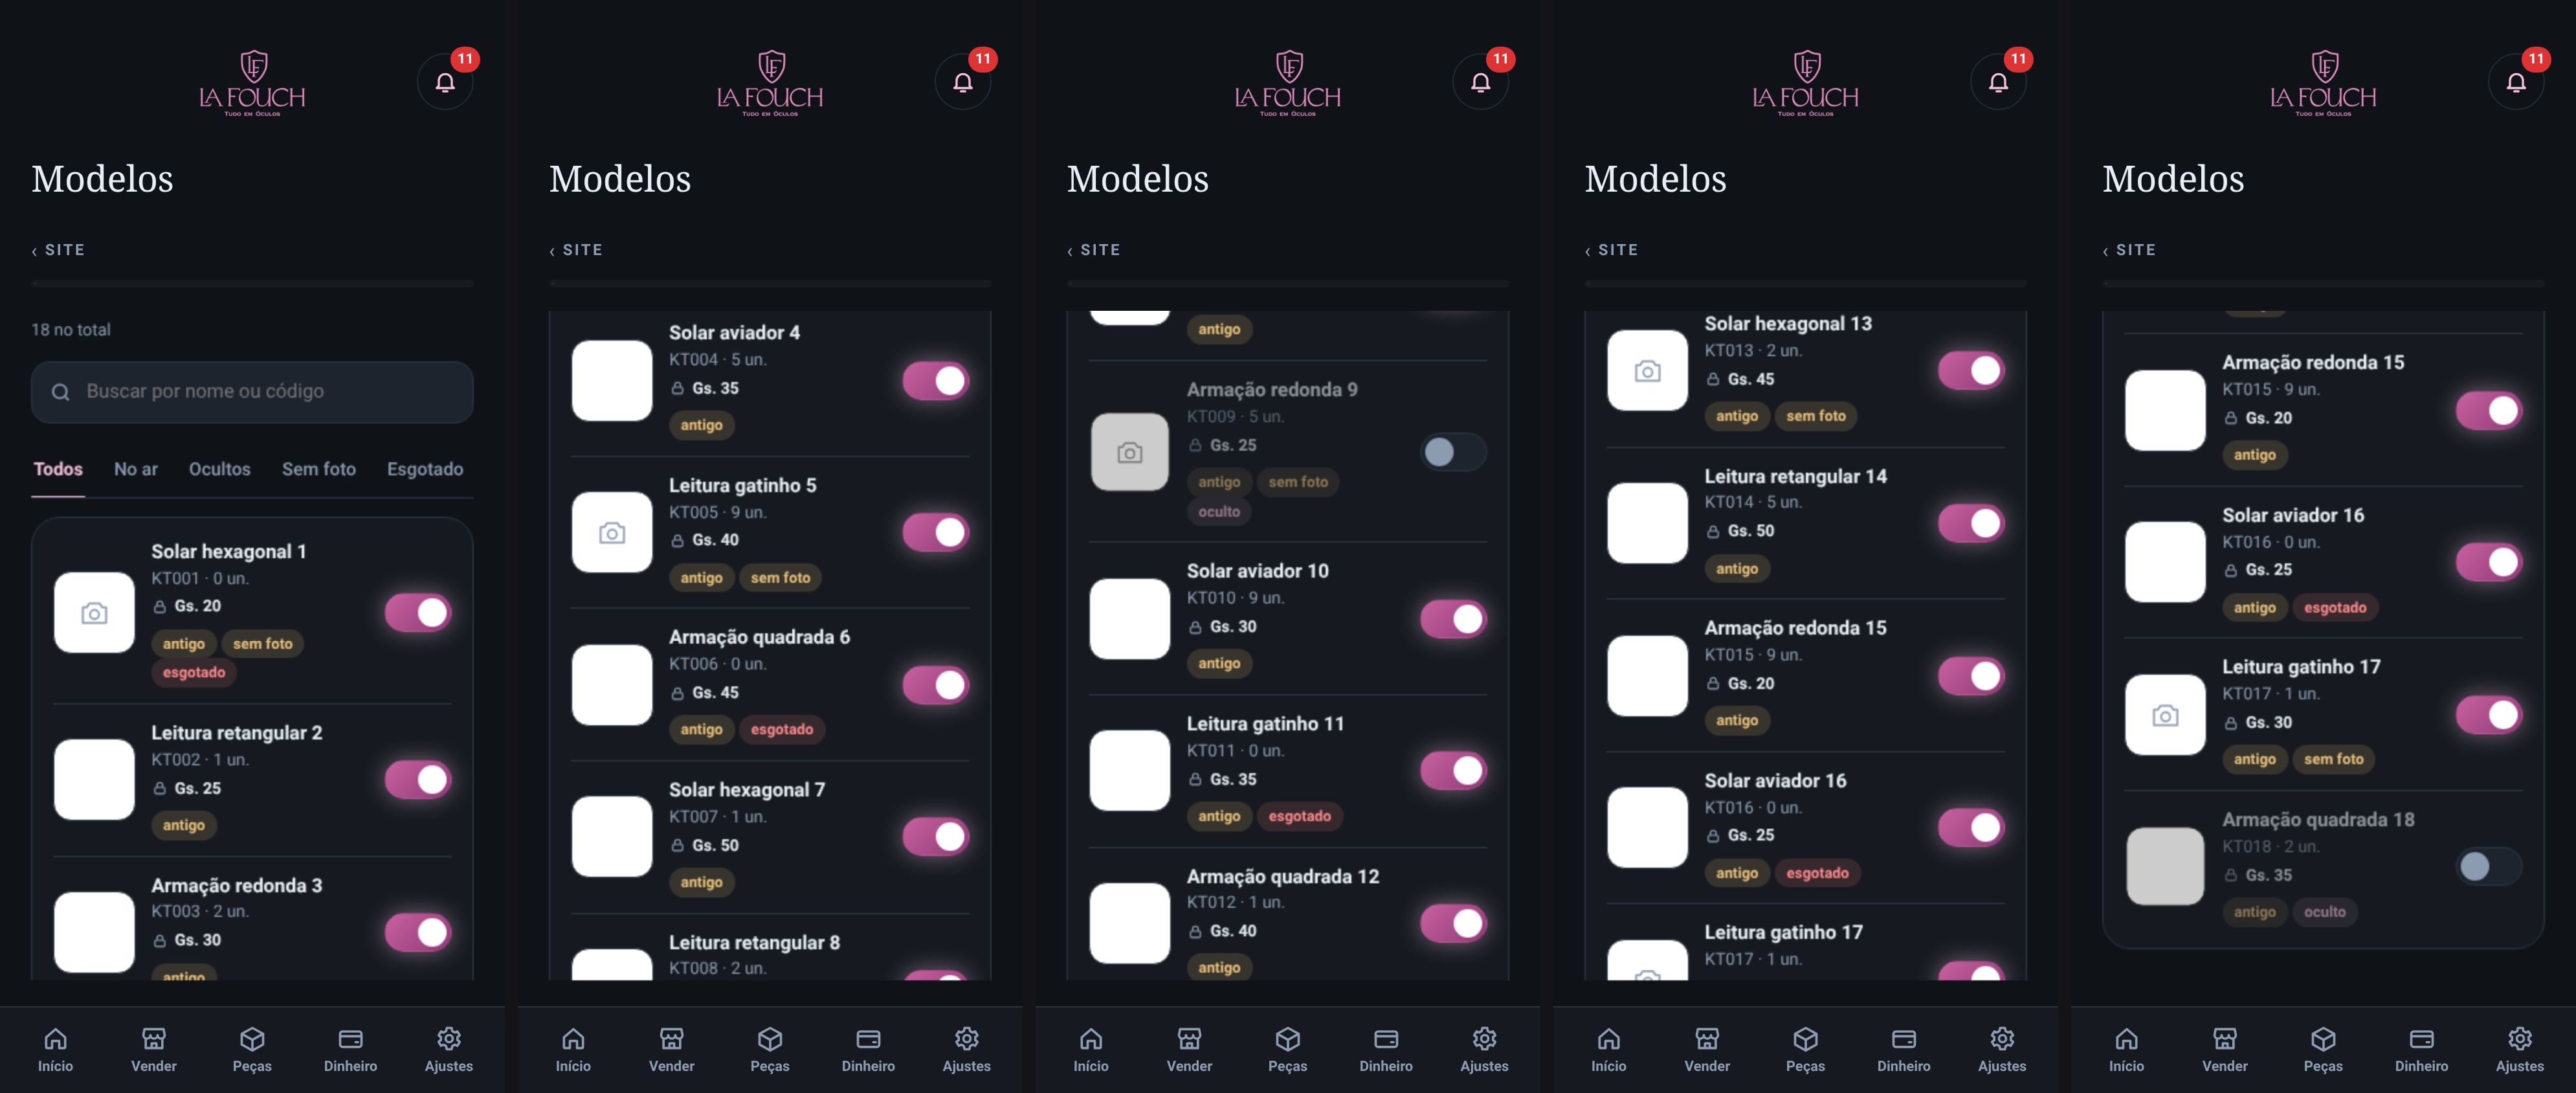 LF
LA FOUCH
TUDO EM ÓCULOS
11
Modelos
‹ SITE
18 no total
Buscar por nome ou código
Todos No ar Ocultos Sem foto Esgotado
Solar hexagonal 1
KT001 · 0 un.
Gs. 20
antigo sem foto
esgotado
Leitura retangular 2
KT002 · 1 un.
Gs. 25
antigo
Armação redonda 3
KT003 · 2 un.
Gs. 30
antigo
Início Vender Peças Dinheiro Ajustes
LF
LA FOUCH
TUDO EM ÓCULOS
11
Modelos
‹ SITE
Solar aviador 4
KT004 · 5 un.
Gs. 35
antigo
Leitura gatinho 5
KT005 · 9 un.
Gs. 40
antigo sem foto
Armação quadrada 6
KT006 · 0 un.
Gs. 45
antigo esgotado
Solar hexagonal 7
KT007 · 1 un.
Gs. 50
antigo
Leitura retangular 8
KT008 · 2 un.
Início Vender Peças Dinheiro Ajustes
LF
LA FOUCH
TUDO EM ÓCULOS
11
Modelos
‹ SITE
antigo
Armação redonda 9
KT009 · 5 un.
Gs. 25
antigo sem foto
oculto
Solar aviador 10
KT010 · 9 un.
Gs. 30
antigo
Leitura gatinho 11
KT011 · 0 un.
Gs. 35
antigo esgotado
Armação quadrada 12
KT012 · 1 un.
Gs. 40
antigo
Início Vender Peças Dinheiro Ajustes
LF
LA FOUCH
TUDO EM ÓCULOS
11
Modelos
‹ SITE
Solar hexagonal 13
KT013 · 2 un.
Gs. 45
antigo sem foto
Leitura retangular 14
KT014 · 5 un.
Gs. 50
antigo
Armação redonda 15
KT015 · 9 un.
Gs. 20
antigo
Solar aviador 16
KT016 · 0 un.
Gs. 25
antigo esgotado
Leitura gatinho 17
KT017 · 1 un.
Início Vender Peças Dinheiro Ajustes
LF
LA FOUCH
TUDO EM ÓCULOS
11
Modelos
‹ SITE
Armação redonda 15
KT015 · 9 un.
Gs. 20
antigo
Solar aviador 16
KT016 · 0 un.
Gs. 25
antigo esgotado
Leitura gatinho 17
KT017 · 1 un.
Gs. 30
antigo sem foto
Armação quadrada 18
KT018 · 2 un.
Gs. 35
antigo oculto
Início Vender Peças Dinheiro Ajustes